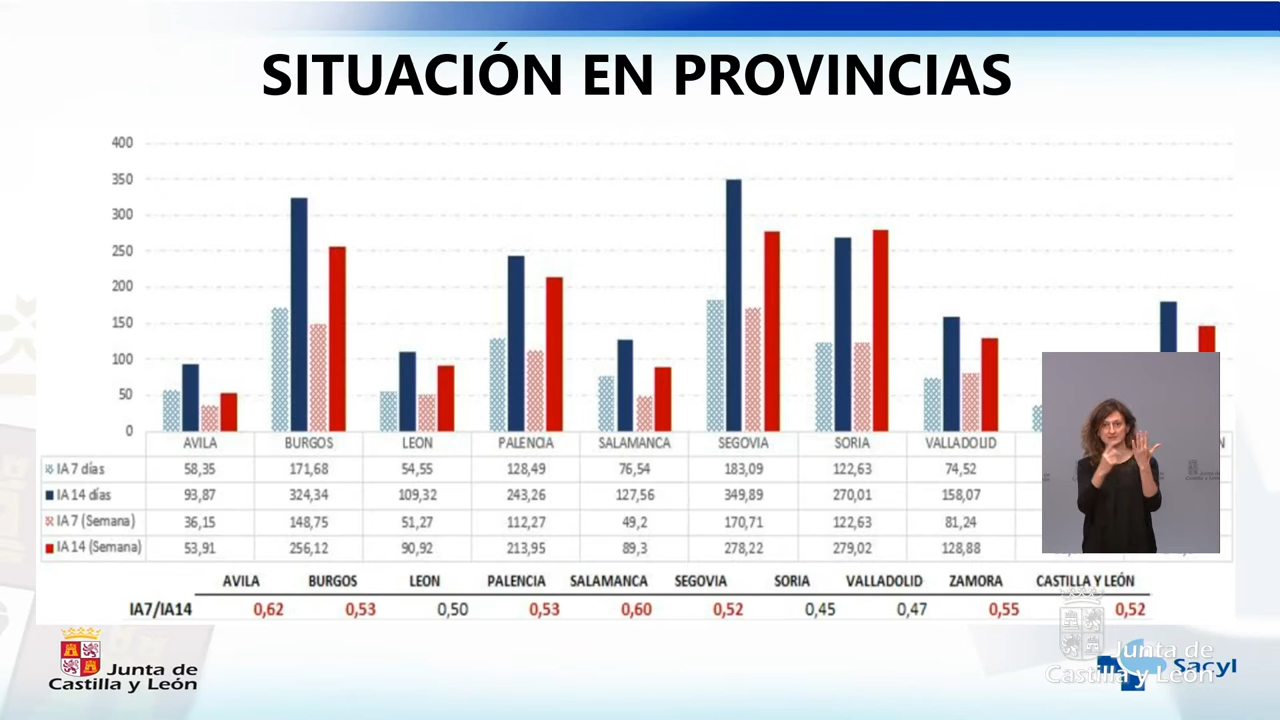 SITUACIÓN EN PROVINCIAS
400
350
300
250
200
150
100
50
0
AVILA BURGOS LEON PALENCIA SALAMANCA SEGOVIA SORIA VALLADOLID
IA 7 días 58,35 171,68 54,55 128,49 76,54 183,09 122,63 74,52
IA 14 días 93,87 324,34 109,32 243,26 127,56 349,89 270,01 158,07
IA 7 (Semana) 36,15 148,75 51,27 112,27 49,2 170,71 122,63 81,24
IA 14 (Semana) 53,91 256,12 90,92 213,95 89,3 278,22 279,02 128,88
AVILA BURGOS LEON PALENCIA SALAMANCA SEGOVIA SORIA VALLADOLID ZAMORA CASTILLA Y LEÓN
IA7/IA14 0,62 0,53 0,50 0,53 0,60 0,52 0,45 0,47 0,55 0,52
Junta de
Castilla y León
Junta de
Castilla y León
Sacyl